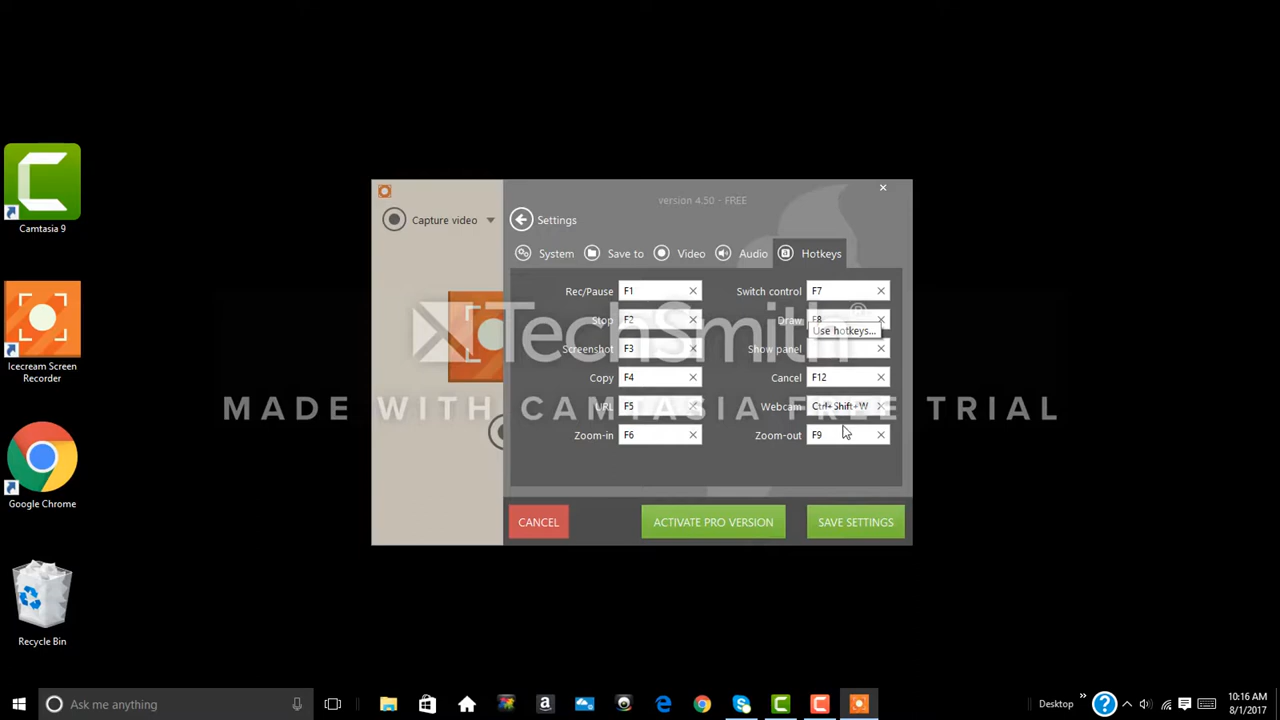 version 4.50 - FREE
Capture video
Settings
System Save to Video Audio Hotkeys
Rec/Pause F1 Switch control F7
Stop F2 Draw F8
Use hotkeys...
Screenshot F3 Show panel
Copy F4 Cancel F12
URL F5 Webcam Ctrl+Shift+W
Zoom-in F6 Zoom-out F9
CANCEL ACTIVATE PRO VERSION SAVE SETTINGS
TechSmith
MADE WITH CAMTASIA FREE TRIAL
Camtasia 9
Icecream Screen
Recorder
Google Chrome
Recycle Bin
Ask me anything
Desktop
10:16 AM
8/1/2017